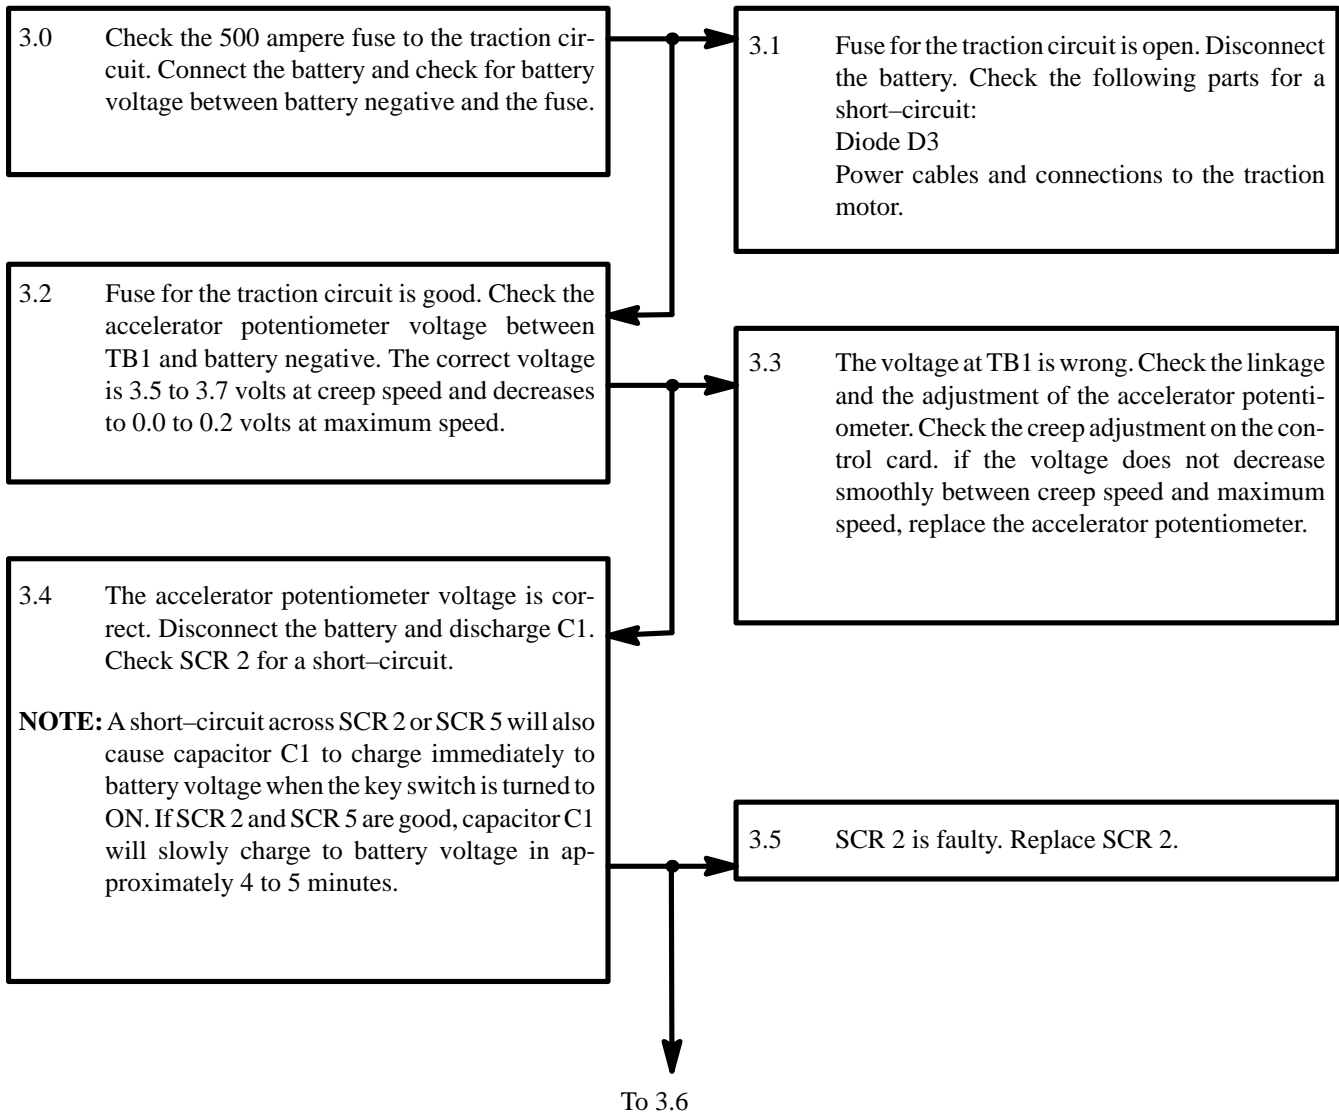 3.0 Check the 500 ampere fuse to the traction cir-
cuit. Connect the battery and check for battery
voltage between battery negative and the fuse.
3.1 Fuse for the traction circuit is open. Disconnect
the battery. Check the following parts for a
short–circuit:
Diode D3
Power cables and connections to the traction
motor.
3.2 Fuse for the traction circuit is good. Check the
accelerator potentiometer voltage between
TB1 and battery negative. The correct voltage
is 3.5 to 3.7 volts at creep speed and decreases
to 0.0 to 0.2 volts at maximum speed.
3.3 The voltage at TB1 is wrong. Check the linkage
and the adjustment of the accelerator potenti-
ometer. Check the creep adjustment on the con-
trol card. if the voltage does not decrease
smoothly between creep speed and maximum
speed, replace the accelerator potentiometer.
3.4 The accelerator potentiometer voltage is cor-
rect. Disconnect the battery and discharge C1.
Check SCR 2 for a short–circuit.
NOTE: A short–circuit across SCR 2 or SCR 5 will also
cause capacitor C1 to charge immediately to
battery voltage when the key switch is turned to
ON. If SCR 2 and SCR 5 are good, capacitor C1
will slowly charge to battery voltage in ap-
proximately 4 to 5 minutes.
3.5 SCR 2 is faulty. Replace SCR 2.
To 3.6